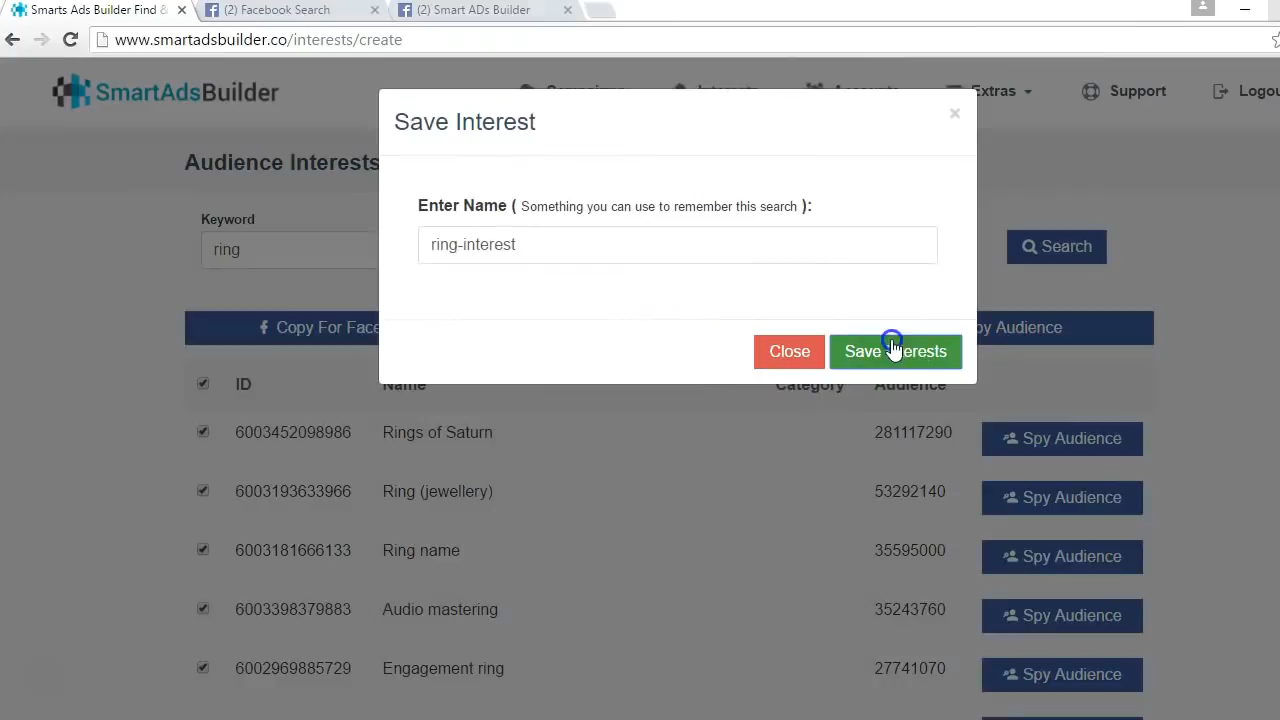 Smarts Ads Builder Find &
(2) Facebook Search
(2) Smart ADs Builder
www.smartadsbuilder.co/interests/create
SmartAdsBuilder
Extras
Support
Logou
Save Interest
×
Audience Interests
Enter Name ( Something you can use to remember this search ):
Keyword
ring
ring-interest
Search
Copy For Face
py Audience
Close
Save Interests
ID
Name
Category
Audience
6003452098986 Rings of Saturn 281117290 Spy Audience
6003193633966 Ring (jewellery) 53292140 Spy Audience
6003181666133 Ring name 35595000 Spy Audience
6003398379883 Audio mastering 35243760 Spy Audience
6002969885729 Engagement ring 27741070 Spy Audience